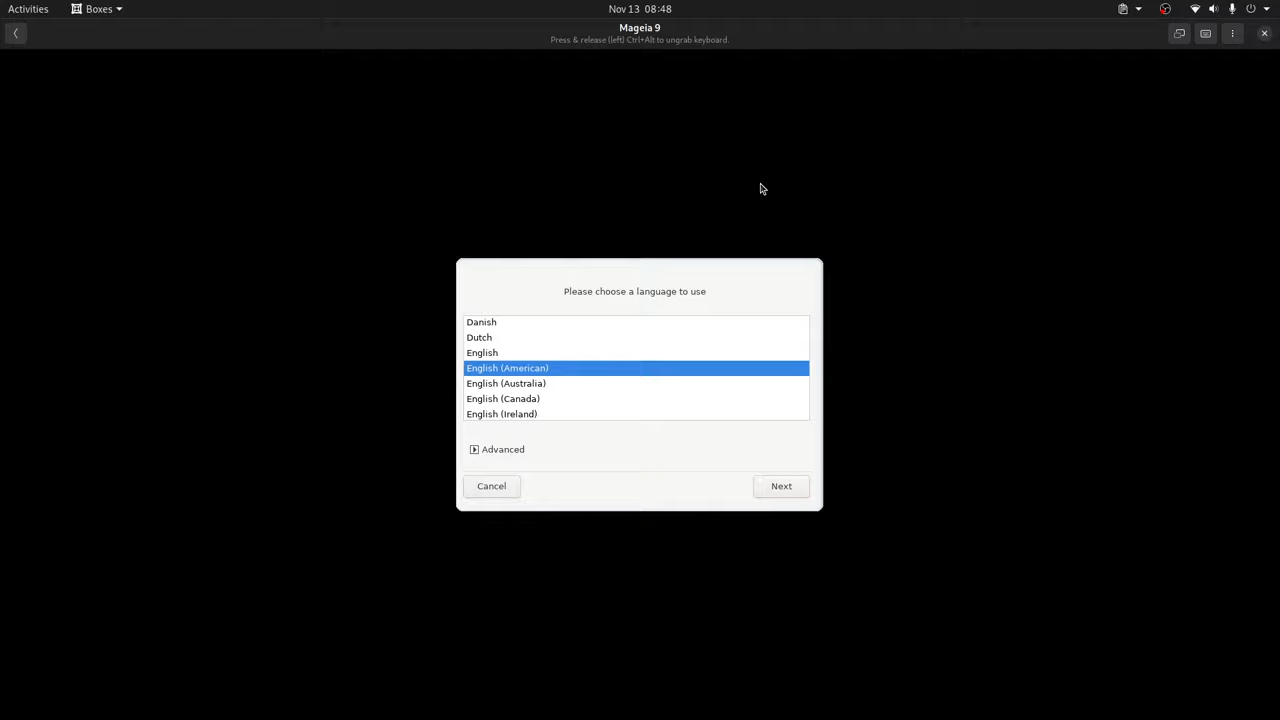 Activities
Boxes
Nov 13 08:48
Mageia 9
Press & release (left) Ctrl+Alt to ungrab keyboard.
Please choose a language to use
Danish
Dutch
English
English (American)
English (Australia)
English (Canada)
English (Ireland)
Advanced
Cancel
Next